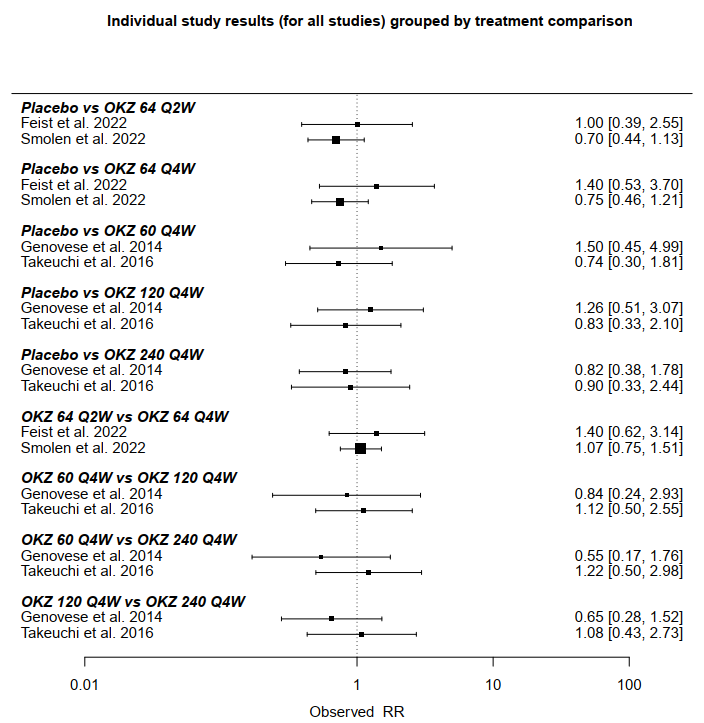 Individual study results (for all studies) grouped by treatment comparison
Placebo vs OKZ 64 Q2W
Feist et al. 2022 1.00 [0.39, 2.55]
Smolen et al. 2022 0.70 [0.44, 1.13]
Placebo vs OKZ 64 Q4W
Feist et al. 2022 1.40 [0.53, 3.70]
Smolen et al. 2022 0.75 [0.46, 1.21]
Placebo vs OKZ 60 Q4W
Genovese et al. 2014 1.50 [0.45, 4.99]
Takeuchi et al. 2016 0.74 [0.30, 1.81]
Placebo vs OKZ 120 Q4W
Genovese et al. 2014 1.26 [0.51, 3.07]
Takeuchi et al. 2016 0.83 [0.33, 2.10]
Placebo vs OKZ 240 Q4W
Genovese et al. 2014 0.82 [0.38, 1.78]
Takeuchi et al. 2016 0.90 [0.33, 2.44]
OKZ 64 Q2W vs OKZ 64 Q4W
Feist et al. 2022 1.40 [0.62, 3.14]
Smolen et al. 2022 1.07 [0.75, 1.51]
OKZ 60 Q4W vs OKZ 120 Q4W
Genovese et al. 2014 0.84 [0.24, 2.93]
Takeuchi et al. 2016 1.12 [0.50, 2.55]
OKZ 60 Q4W vs OKZ 240 Q4W
Genovese et al. 2014 0.55 [0.17, 1.76]
Takeuchi et al. 2016 1.22 [0.50, 2.98]
OKZ 120 Q4W vs OKZ 240 Q4W
Genovese et al. 2014 0.65 [0.28, 1.52]
Takeuchi et al. 2016 1.08 [0.43, 2.73]
0.01 1 10 100
Observed RR